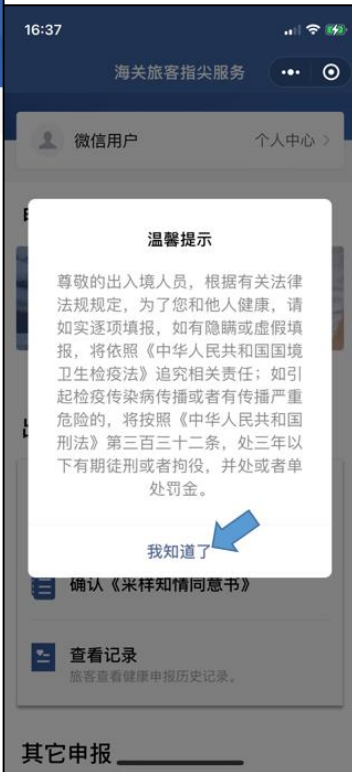 16:37
海关旅客指尖服务
微信用户
个人中心 >
温馨提示
尊敬的出入境人员，根据有关法律
法规规定，为了您和他人健康，请
如实逐项填报，如有隐瞒或虚假填
报，将依照《中华人民共和国国境
卫生检疫法》追究相关责任；如引
起检疫传染病传播或者有传播严重
危险的，将按照《中华人民共和国
刑法》第三百三十二条，处三年以
下有期徒刑或者拘役，并处或者单
处罚金。
我知道了
确认《采样知情同意书》
查看记录
旅客查看健康申报历史记录。
其它申报